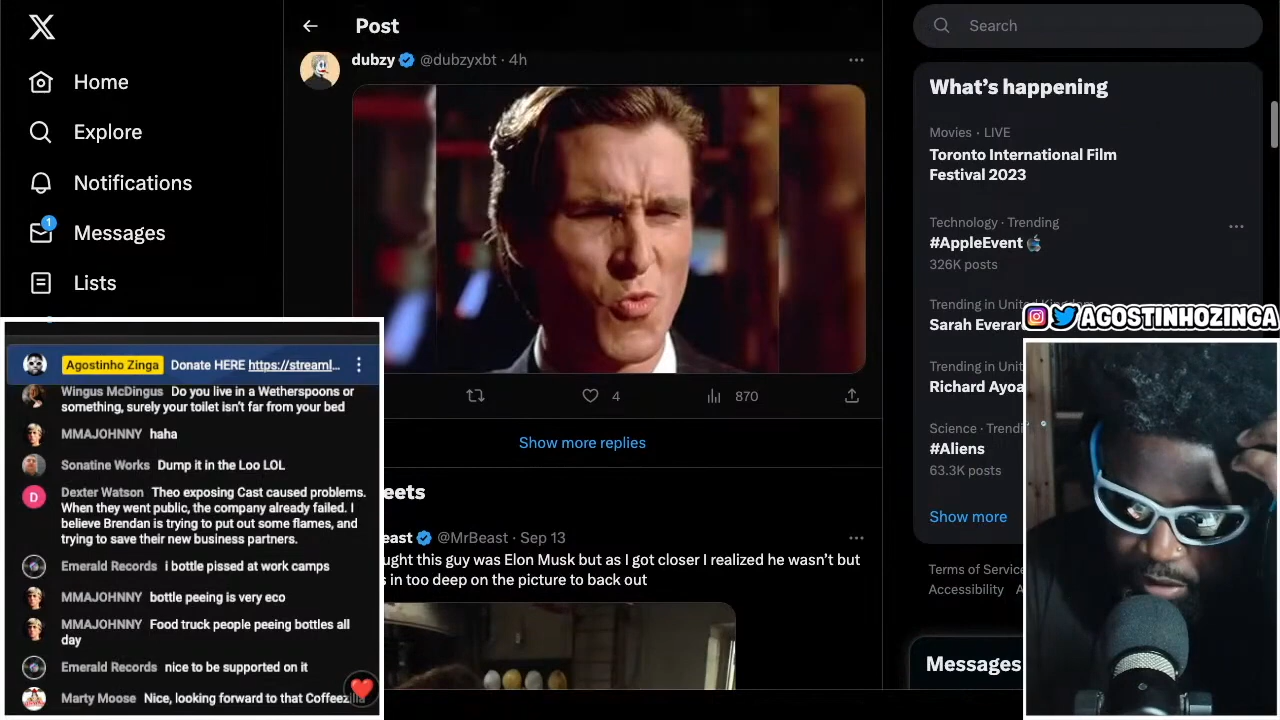 Home
Explore
Notifications
1
Messages
Lists
Post
dubzy @dubzyxbt · 4h
4
870
Show more replies
eets
east @MrBeast · Sep 13
ught this guy was Elon Musk but as I got closer I realized he wasn't but
s in too deep on the picture to back out
Search
What's happening
Movies · LIVE
Toronto International Film
Festival 2023
Technology · Trending
#AppleEvent
326K posts
Trending in United Kingdom
Sarah Everar
Trending in Unit
Richard Ayoa
Science · Trendi
#Aliens
63.3K posts
Show more
Terms of Service
Accessibility A
Messages
AGOSTINHOZINGA
Agostinho Zinga Donate HERE https://streaml...
Wingus McDingus Do you live in a Wetherspoons or
something, surely your toilet isn't far from your bed
MMAJOHNNY haha
Sonatine Works Dump it in the Loo LOL
D
Dexter Watson Theo exposing Cast caused problems.
When they went public, the company already failed. I
believe Brendan is trying to put out some flames, and
trying to save their new business partners.
Emerald Records i bottle pissed at work camps
MMAJOHNNY bottle peeing is very eco
MMAJOHNNY Food truck people peeing bottles all
day
Emerald Records nice to be supported on it
Marty Moose Nice, looking forward to that Coffeezilla